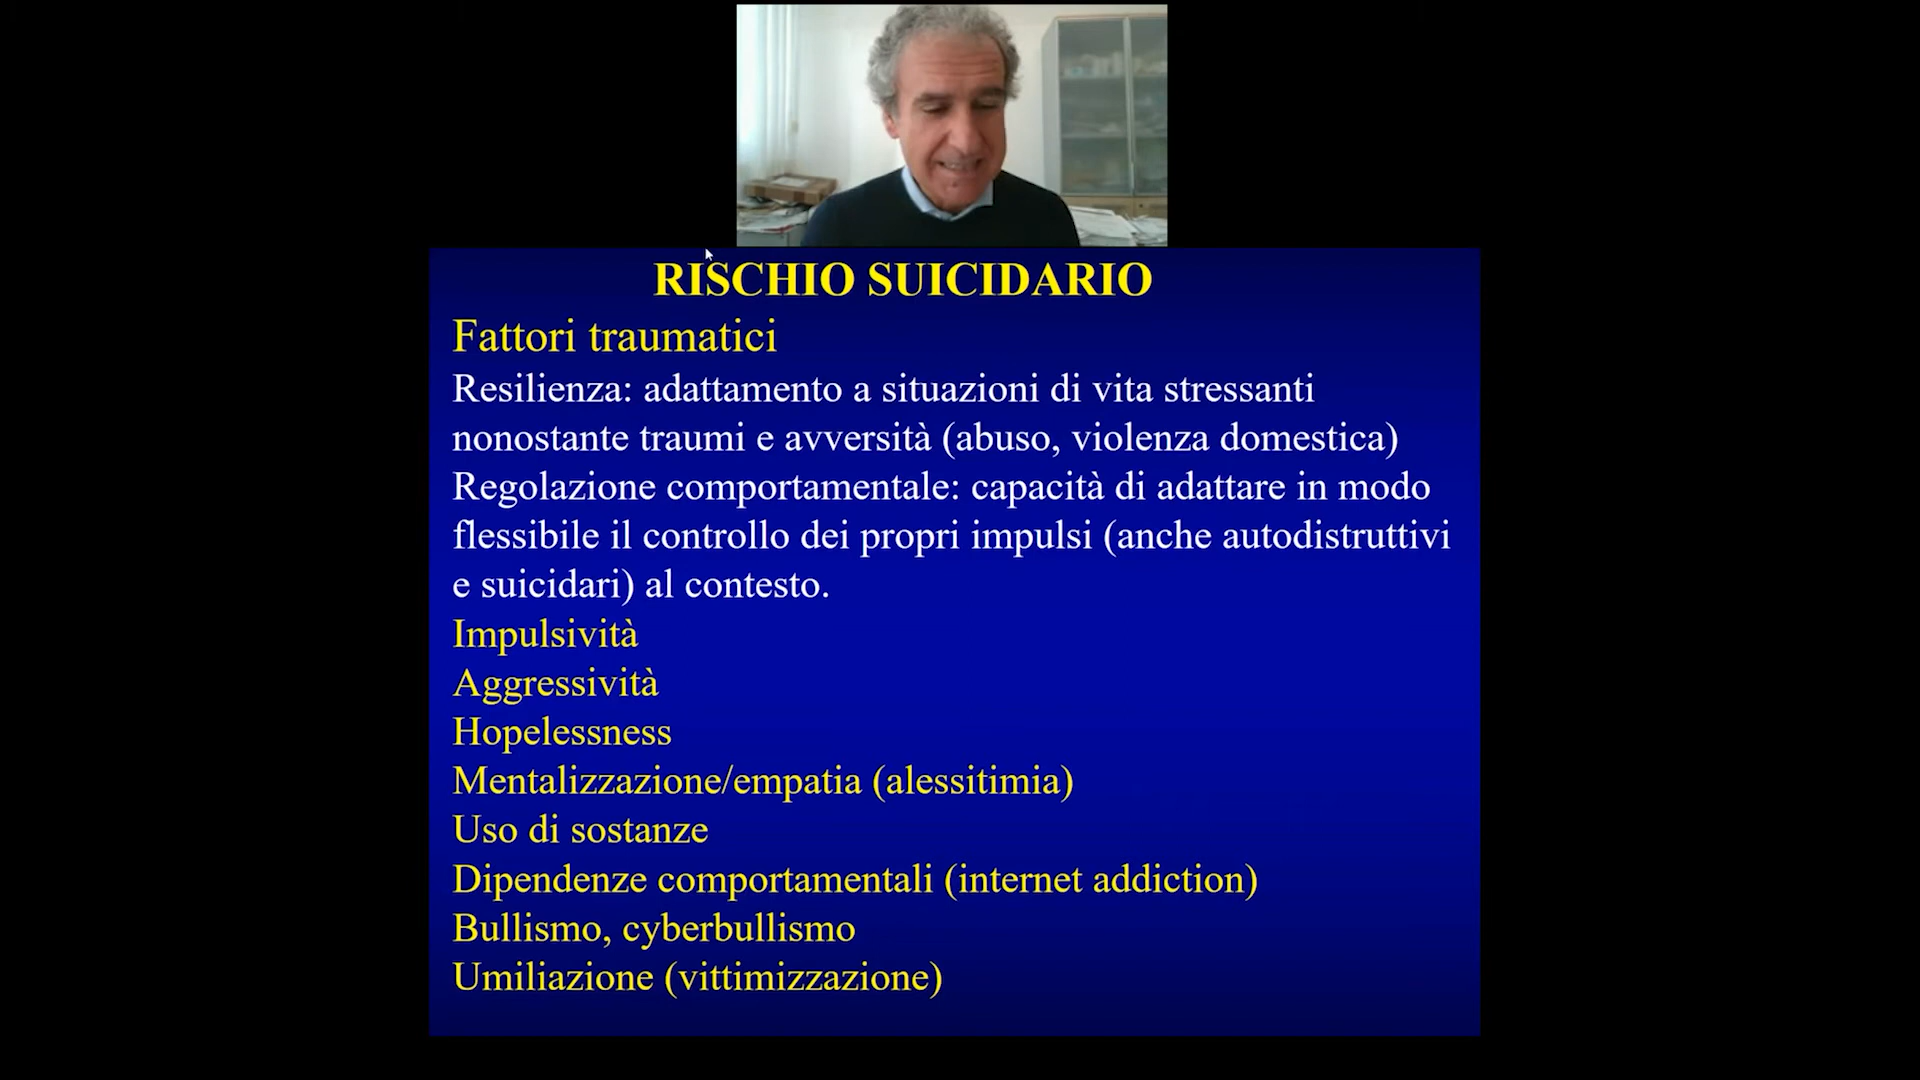 RISCHIO SUICIDARIO
Fattori traumatici
Resilienza: adattamento a situazioni di vita stressanti
nonostante traumi e avversità (abuso, violenza domestica)
Regolazione comportamentale: capacità di adattare in modo
flessibile il controllo dei propri impulsi (anche autodistruttivi
e suicidari) al contesto.
Impulsività
Aggressività
Hopelessness
Mentalizzazione/empatia (alessitimia)
Uso di sostanze
Dipendenze comportamentali (internet addiction)
Bullismo, cyberbullismo
Umiliazione (vittimizzazione)